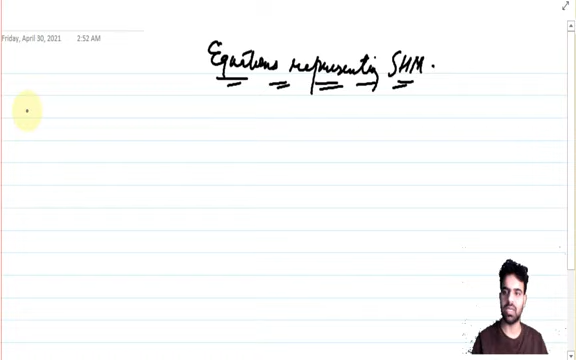 Friday, April 30, 2021 2:52 AM
Equations representing SHM.